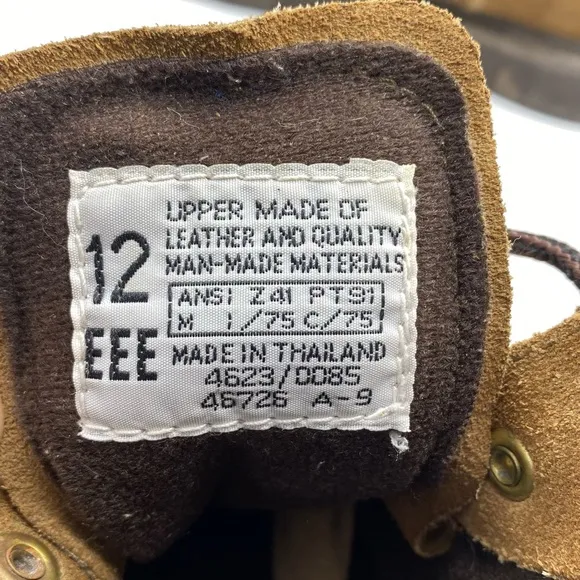 12
EEE
UPPER MADE OF
LEATHER AND QUALITY
MAN-MADE MATERIALS
ANSI Z41 PT91
M I/75 C/75
MADE IN THAILAND
4623/0085
46726 A-9